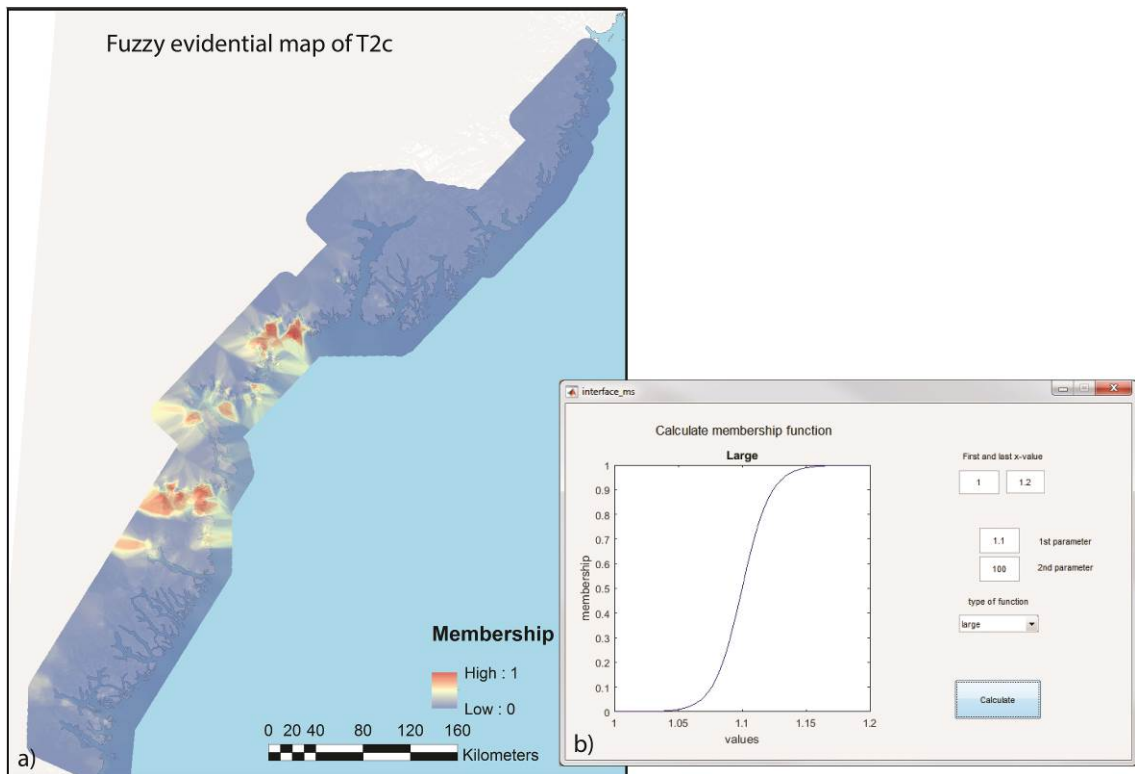 Fuzzy evidential map of T2c
Membership
High : 1
Low : 0
0 20 40 80 120 160
Kilometers
a)
interface_ms
Calculate membership function
Large
1
0.9
0.8
0.7
0.6
0.5
0.4
0.3
0.2
0.1
0
membership
1 1.05 1.1 1.15 1.2
values
First and last x-value
1 1.2
1.1 1st parameter
100 2nd parameter
type of function
large
Calculate
b)